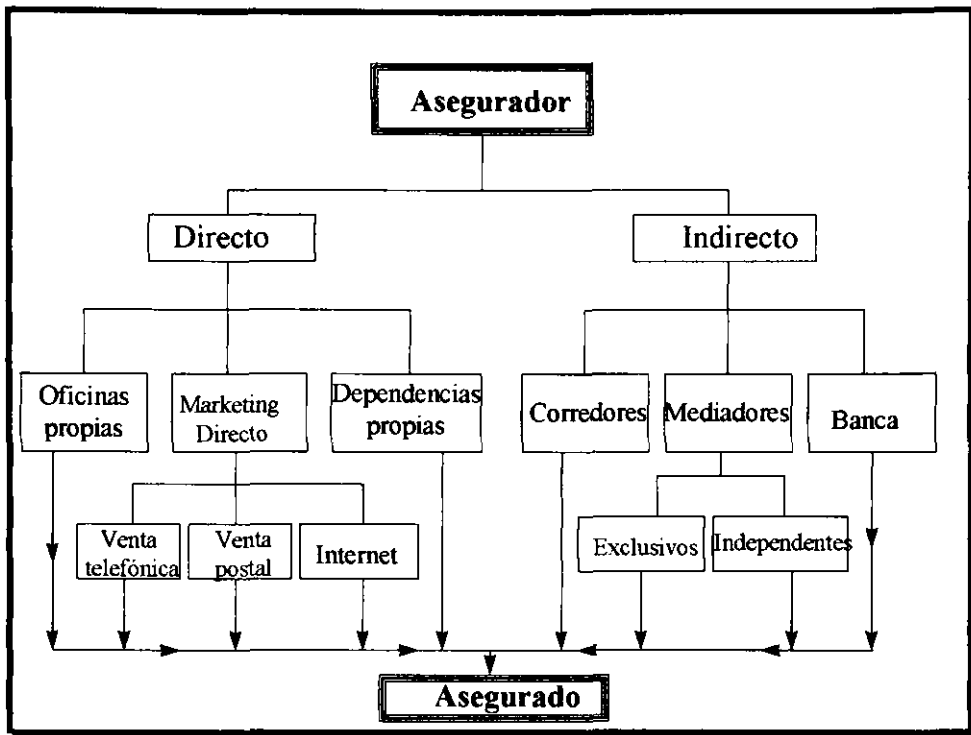 Asegurador
Directo
Indirecto
Oficinas
propias
Marketing
Directo
Dependencias
propias
Corredores
Mediadores
Banca
Venta
telefónica
Venta
postal
Internet
Exclusivos
Independentes
Asegurado